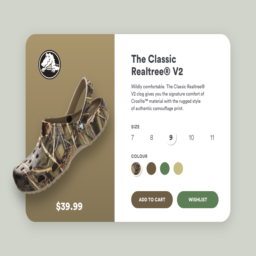 The Classic
Realtree® V2
Wildly comfortable. The Classic Realtree®
V2 clog gives you the signature comfort of
Croslite™ material with the rugged style
of authentic camouflage print.
SIZE
7 8 9 10 11
COLOUR
$39.99
ADD TO CART WISHLIST